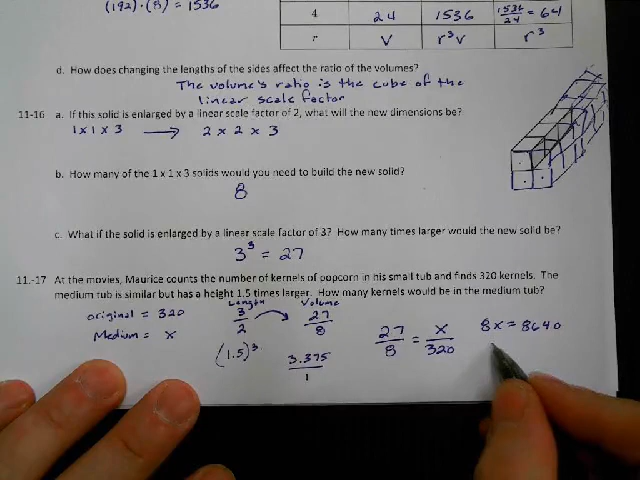 (192)·(8) = 1536
4 24 1536 1536/24 = 64
r V r³V r³
d. How does changing the lengths of the sides affect the ratio of the volumes?
The volume's ratio is the cube of the
linear scale factor
11-16 a. If this solid is enlarged by a linear scale factor of 2, what will the new dimensions be?
1x1x3 → 2 x 2 x 3
b. How many of the 1 x 1 x 3 solids would you need to build the new solid?
8
c. What if the solid is enlarged by a linear scale factor of 3? How many times larger would the new solid be?
3³ = 27
11.-17 At the movies, Maurice counts the number of kernels of popcorn in his small tub and finds 320 kernels. The
medium tub is similar but has a height 1.5 times larger. How many kernels would be in the medium tub?
Length Volume
original = 320 3/2 → 27/8
Medium = x
27/8 = x/320 8x = 8640
(1.5)³ 3.375/1